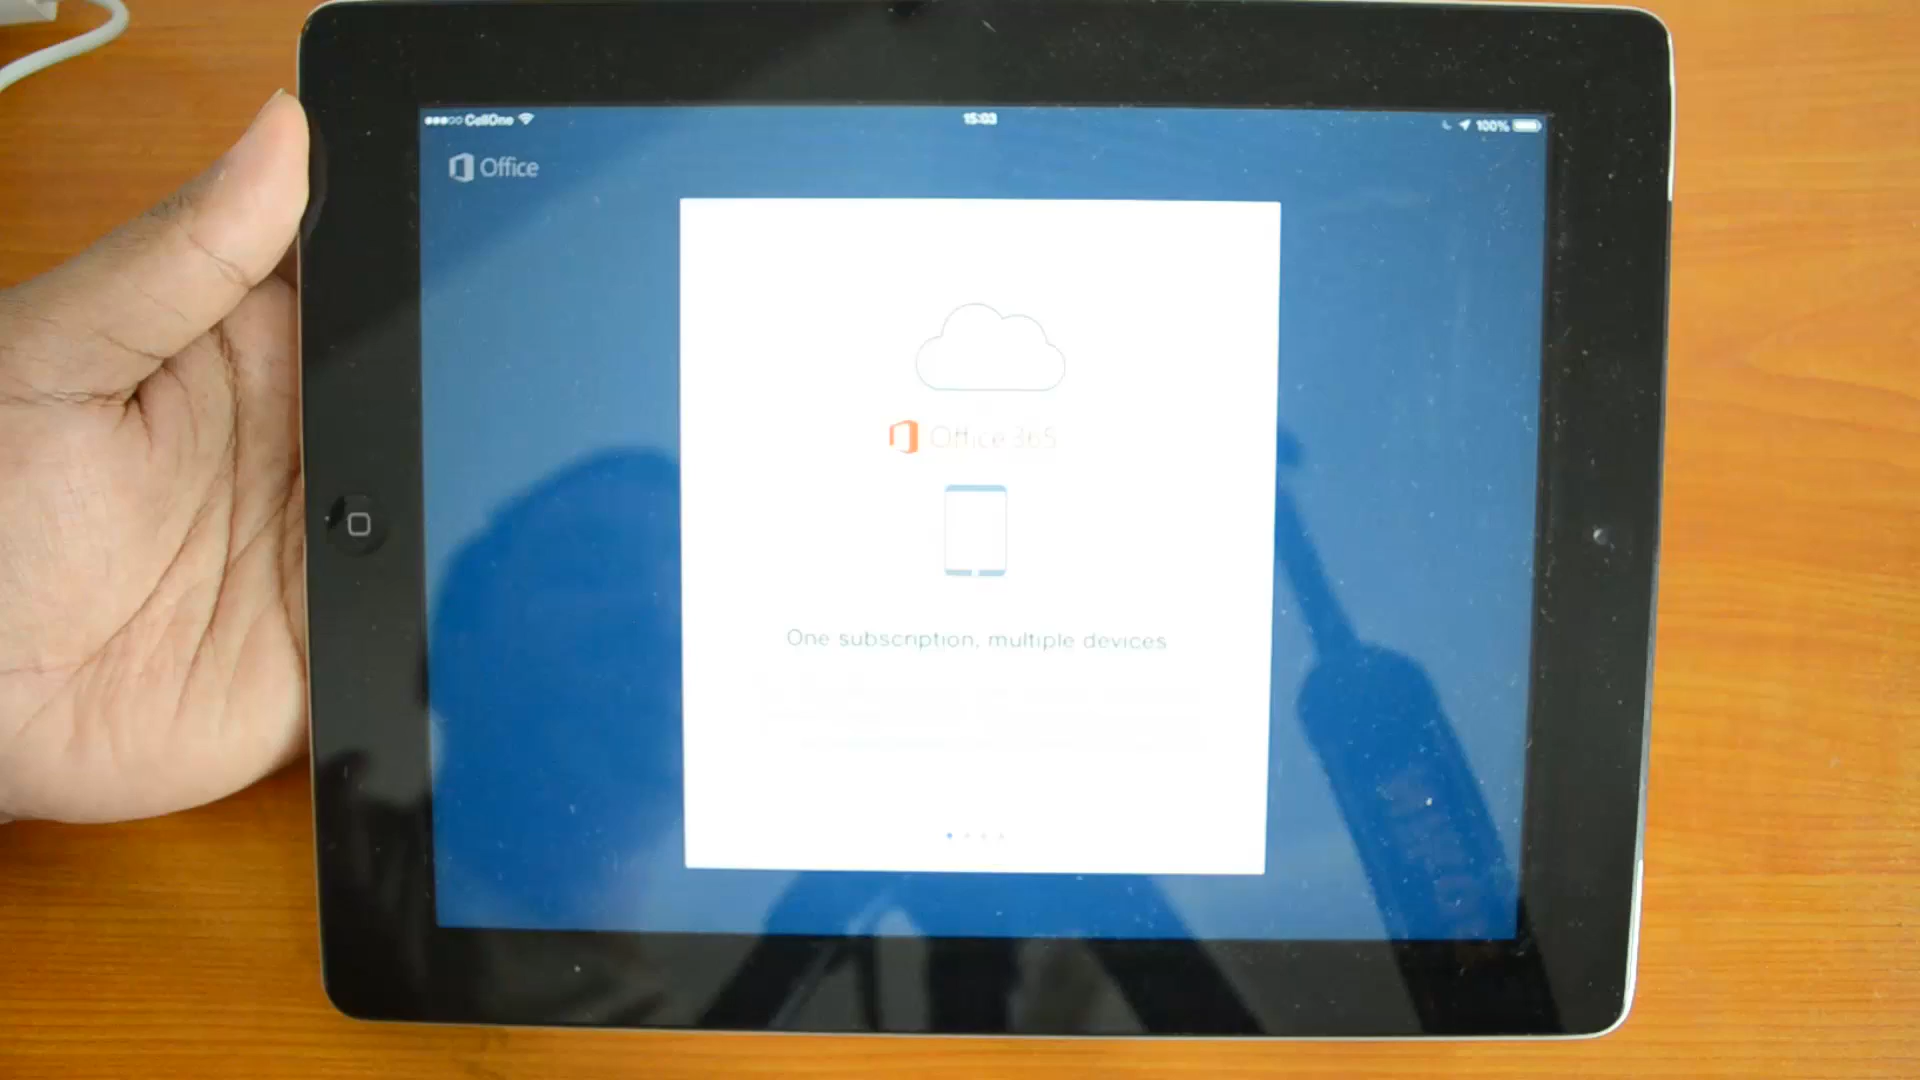 CellOne
15:03
100%
Office
Office 365
One subscription, multiple devices